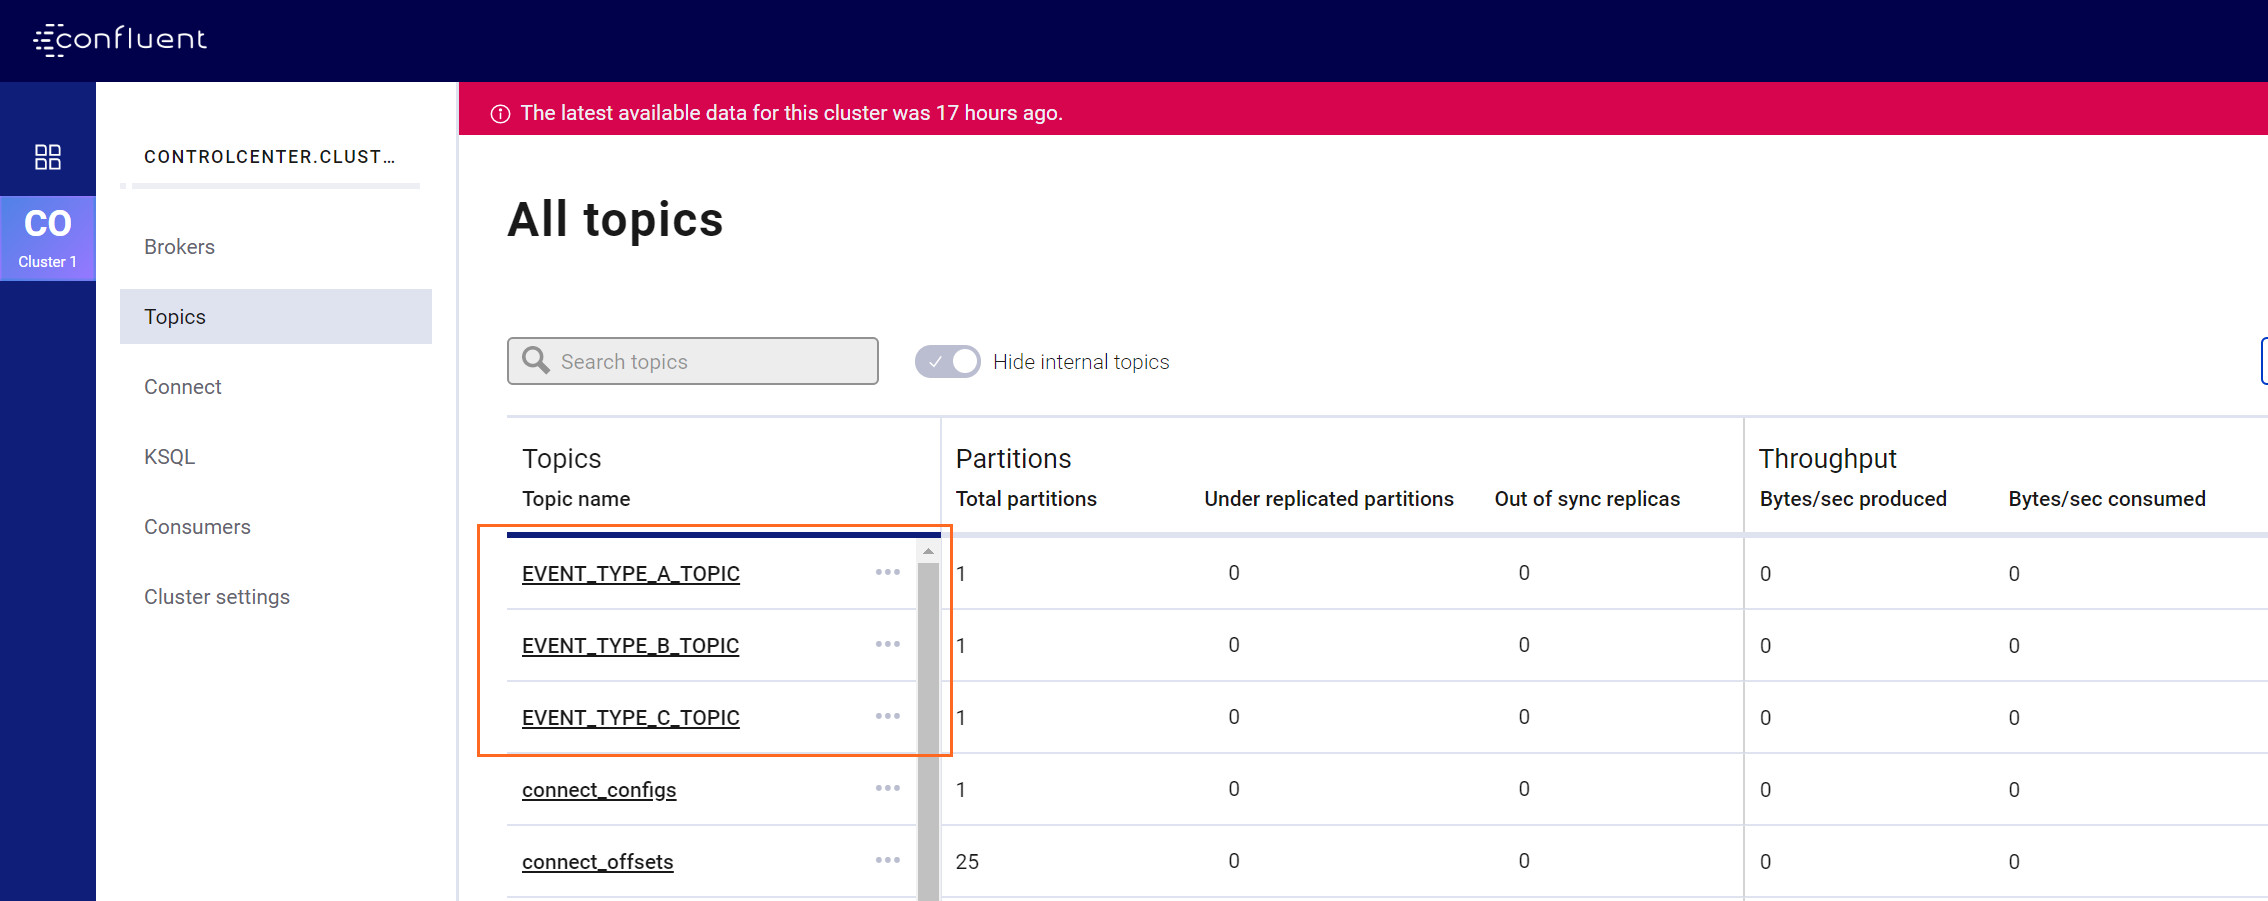 confluent
The latest available data for this cluster was 17 hours ago.
CONTROLCENTER.CLUST...
CO
Cluster 1
Brokers
Topics
Connect
KSQL
Consumers
Cluster settings
All topics
Search topics
Hide internal topics
Topics Partitions Throughput
Topic name Total partitions Under replicated partitions Out of sync replicas Bytes/sec produced Bytes/sec consumed
EVENT_TYPE_A_TOPIC ••• 1 0 0 0 0
EVENT_TYPE_B_TOPIC ••• 1 0 0 0 0
EVENT_TYPE_C_TOPIC ••• 1 0 0 0 0
connect_configs ••• 1 0 0 0 0
connect_offsets ••• 25 0 0 0 0